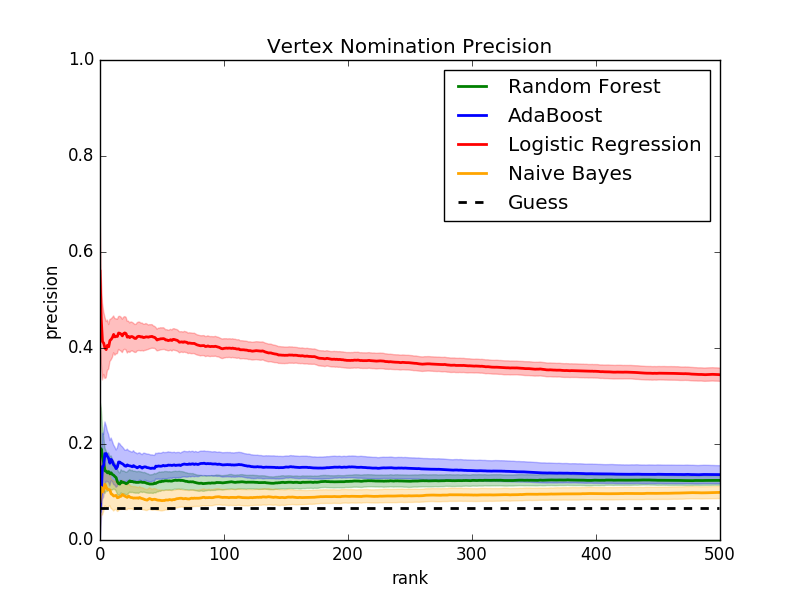 Vertex Nomination Precision
1.0
0.8
0.6
0.4
0.2
0.0
precision
Random Forest
AdaBoost
Logistic Regression
Naive Bayes
Guess
0 100 200 300 400 500
rank